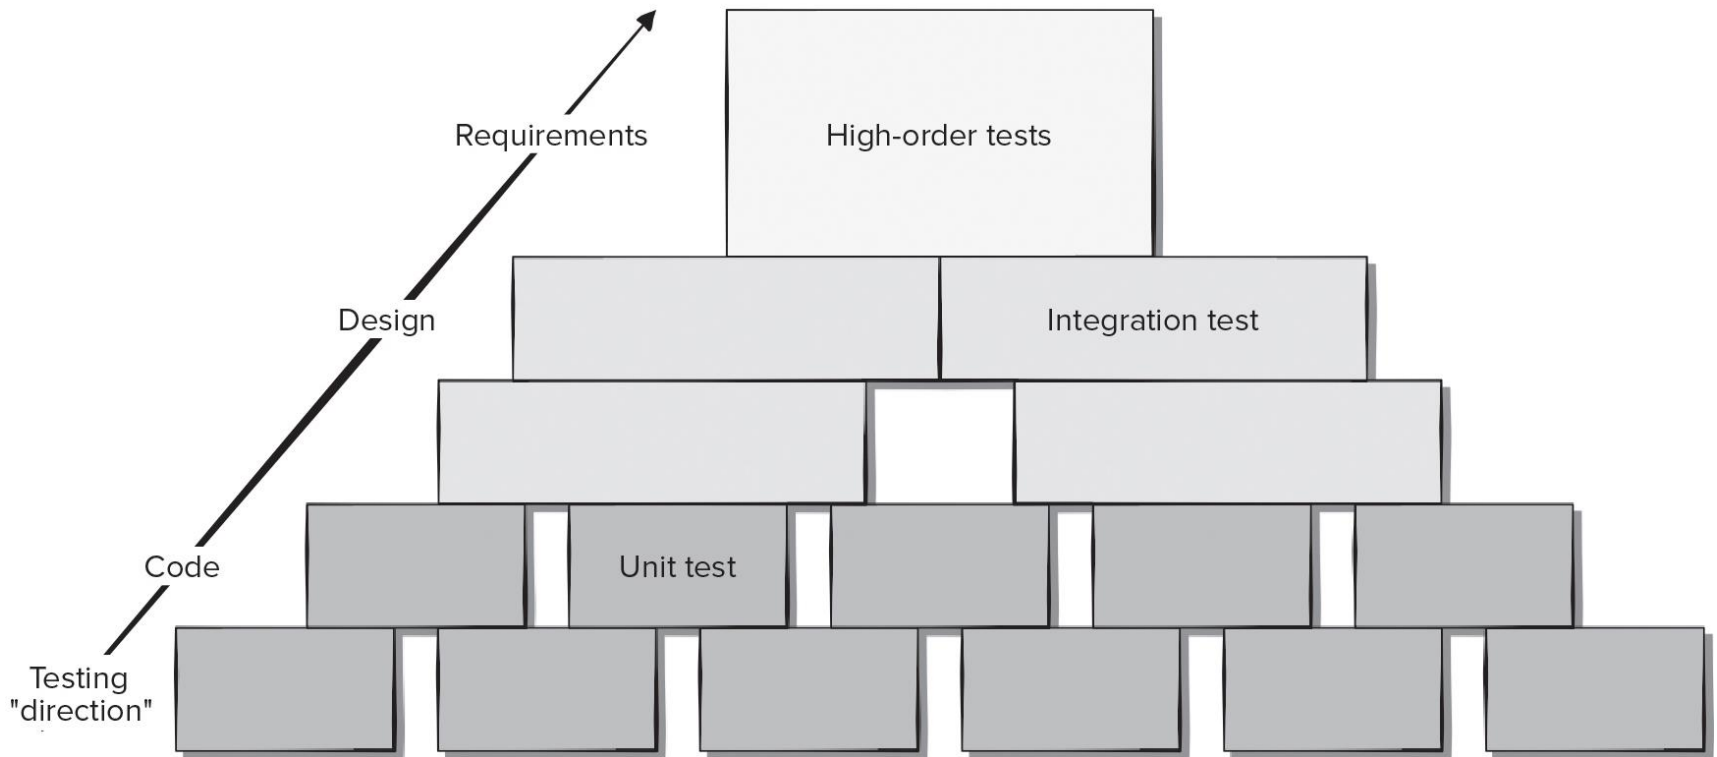 Requirements
High-order tests
Design
Integration test
Code
Unit test
Testing
"direction"